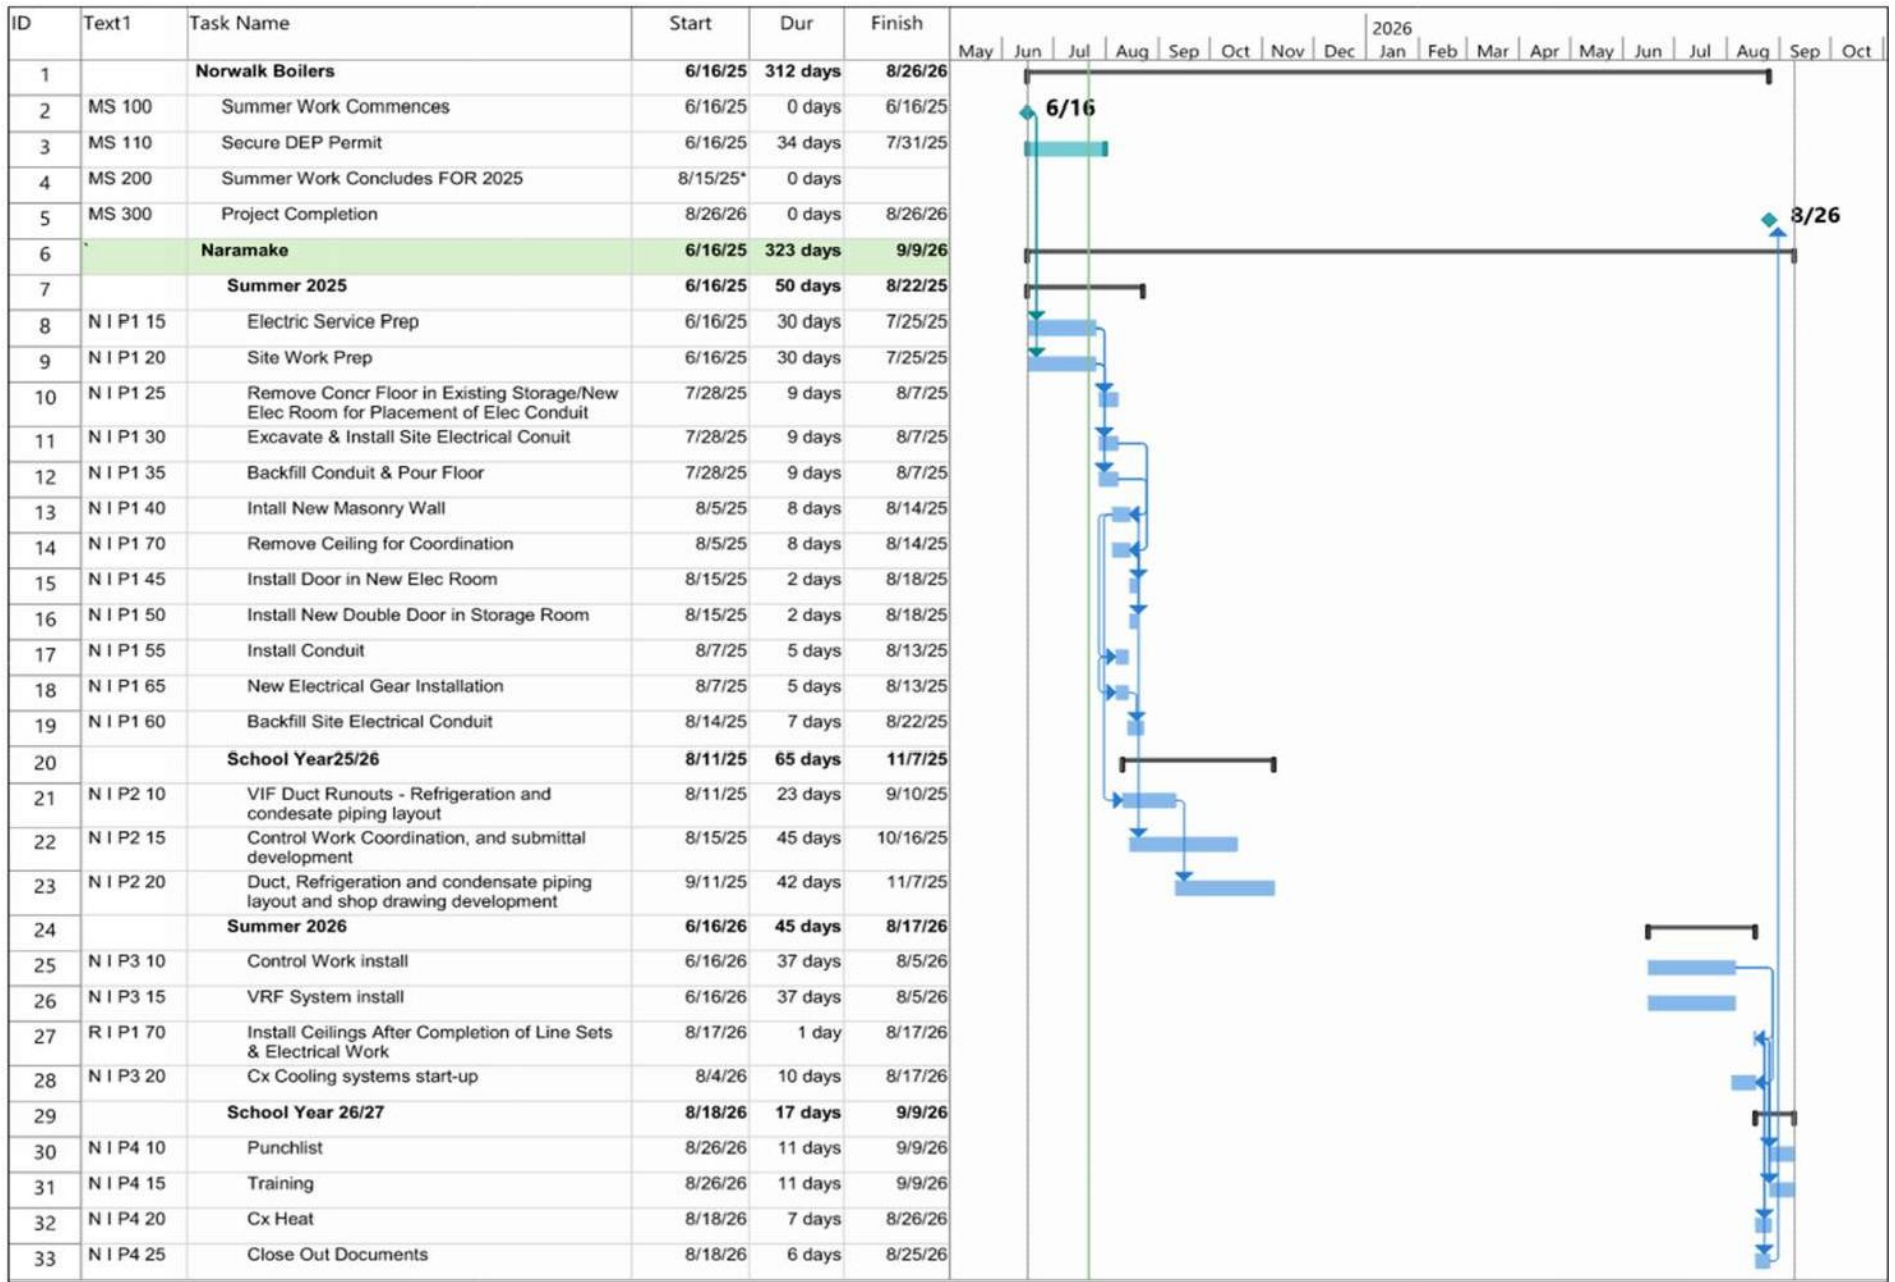 ID Text1 Task Name Start Dur Finish
2026
May Jun Jul Aug Sep Oct Nov Dec Jan Feb Mar Apr May Jun Jul Aug Sep Oct
1 Norwalk Boilers 6/16/25 312 days 8/26/26
2 MS 100 Summer Work Commences 6/16/25 0 days 6/16/25 6/16
3 MS 110 Secure DEP Permit 6/16/25 34 days 7/31/25
4 MS 200 Summer Work Concludes FOR 2025 8/15/25* 0 days
5 MS 300 Project Completion 8/26/26 0 days 8/26/26 8/26
6 ` Naramake 6/16/25 323 days 9/9/26
7 Summer 2025 6/16/25 50 days 8/22/25
8 N I P1 15 Electric Service Prep 6/16/25 30 days 7/25/25
9 N I P1 20 Site Work Prep 6/16/25 30 days 7/25/25
10 N I P1 25 Remove Concr Floor in Existing Storage/New 7/28/25 9 days 8/7/25
Elec Room for Placement of Elec Conduit
11 N I P1 30 Excavate & Install Site Electrical Conuit 7/28/25 9 days 8/7/25
12 N I P1 35 Backfill Conduit & Pour Floor 7/28/25 9 days 8/7/25
13 N I P1 40 Intall New Masonry Wall 8/5/25 8 days 8/14/25
14 N I P1 70 Remove Ceiling for Coordination 8/5/25 8 days 8/14/25
15 N I P1 45 Install Door in New Elec Room 8/15/25 2 days 8/18/25
16 N I P1 50 Install New Double Door in Storage Room 8/15/25 2 days 8/18/25
17 N I P1 55 Install Conduit 8/7/25 5 days 8/13/25
18 N I P1 65 New Electrical Gear Installation 8/7/25 5 days 8/13/25
19 N I P1 60 Backfill Site Electrical Conduit 8/14/25 7 days 8/22/25
20 School Year25/26 8/11/25 65 days 11/7/25
21 N I P2 10 VIF Duct Runouts - Refrigeration and 8/11/25 23 days 9/10/25
condesate piping layout
22 N I P2 15 Control Work Coordination, and submittal 8/15/25 45 days 10/16/25
development
23 N I P2 20 Duct, Refrigeration and condensate piping 9/11/25 42 days 11/7/25
layout and shop drawing development
24 Summer 2026 6/16/26 45 days 8/17/26
25 N I P3 10 Control Work install 6/16/26 37 days 8/5/26
26 N I P3 15 VRF System install 6/16/26 37 days 8/5/26
27 R I P1 70 Install Ceilings After Completion of Line Sets 8/17/26 1 day 8/17/26
& Electrical Work
28 N I P3 20 Cx Cooling systems start-up 8/4/26 10 days 8/17/26
29 School Year 26/27 8/18/26 17 days 9/9/26
30 N I P4 10 Punchlist 8/26/26 11 days 9/9/26
31 N I P4 15 Training 8/26/26 11 days 9/9/26
32 N I P4 20 Cx Heat 8/18/26 7 days 8/26/26
33 N I P4 25 Close Out Documents 8/18/26 6 days 8/25/26